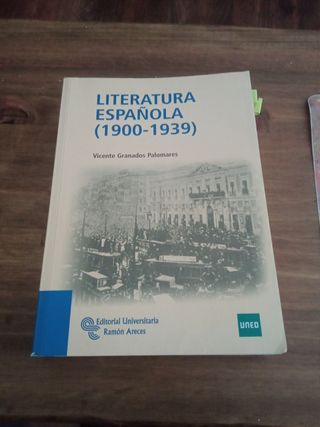 LITERATURA
ESPAÑOLA
(1900-1939)
Vicente Granados Palomares
Editorial Universitaria
Ramón Areces
UNED